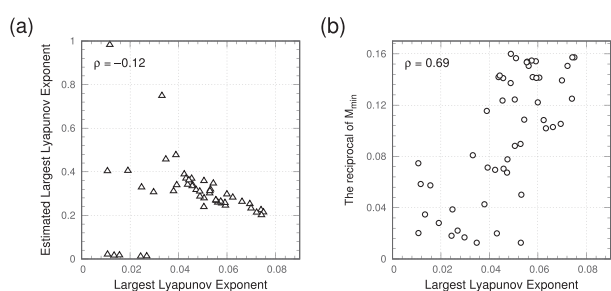 (a)
ρ = −0.12
Estimated Largest Lyapunov Exponent
1
0.8
0.6
0.4
0.2
0
0 0.02 0.04 0.06 0.08
Largest Lyapunov Exponent
(b)
ρ = 0.69
The reciprocal of Mmin
0.16
0.12
0.08
0.04
0
0 0.02 0.04 0.06 0.08
Largest Lyapunov Exponent